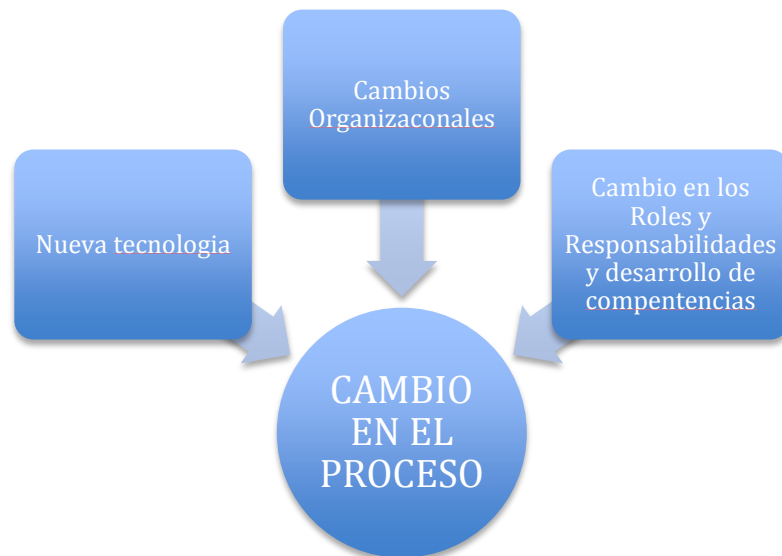 Cambios
Organizaconales
Nueva tecnologia
Cambio en los
Roles y
Responsabilidades
y desarrollo de
compentencias
CAMBIO
EN EL
PROCESO